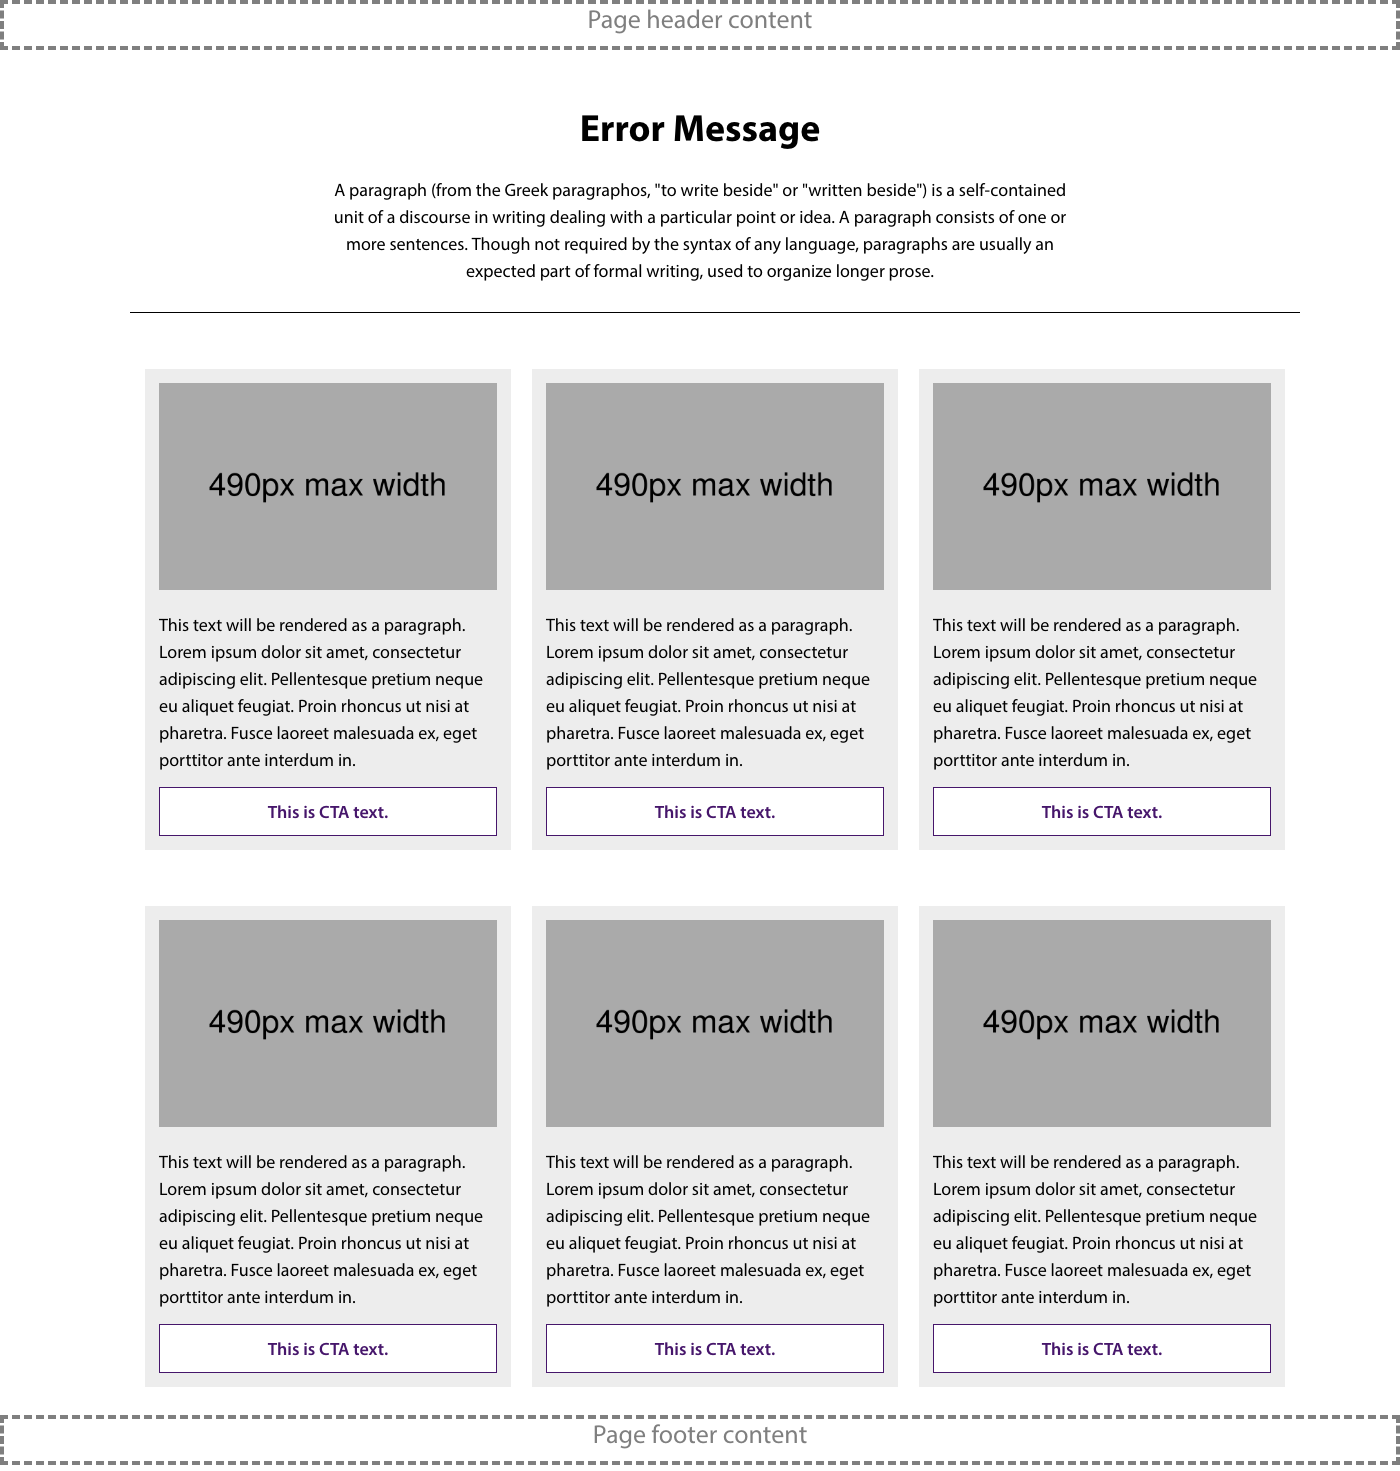 Page header content
Error Message
A paragraph (from the Greek paragraphos, "to write beside" or "written beside") is a self-contained
unit of a discourse in writing dealing with a particular point or idea. A paragraph consists of one or
more sentences. Though not required by the syntax of any language, paragraphs are usually an
expected part of formal writing, used to organize longer prose.
490px max width
This text will be rendered as a paragraph.
Lorem ipsum dolor sit amet, consectetur
adipiscing elit. Pellentesque pretium neque
eu aliquet feugiat. Proin rhoncus ut nisi at
pharetra. Fusce laoreet malesuada ex, eget
porttitor ante interdum in.
This is CTA text.
490px max width
This text will be rendered as a paragraph.
Lorem ipsum dolor sit amet, consectetur
adipiscing elit. Pellentesque pretium neque
eu aliquet feugiat. Proin rhoncus ut nisi at
pharetra. Fusce laoreet malesuada ex, eget
porttitor ante interdum in.
This is CTA text.
490px max width
This text will be rendered as a paragraph.
Lorem ipsum dolor sit amet, consectetur
adipiscing elit. Pellentesque pretium neque
eu aliquet feugiat. Proin rhoncus ut nisi at
pharetra. Fusce laoreet malesuada ex, eget
porttitor ante interdum in.
This is CTA text.
490px max width
This text will be rendered as a paragraph.
Lorem ipsum dolor sit amet, consectetur
adipiscing elit. Pellentesque pretium neque
eu aliquet feugiat. Proin rhoncus ut nisi at
pharetra. Fusce laoreet malesuada ex, eget
porttitor ante interdum in.
This is CTA text.
490px max width
This text will be rendered as a paragraph.
Lorem ipsum dolor sit amet, consectetur
adipiscing elit. Pellentesque pretium neque
eu aliquet feugiat. Proin rhoncus ut nisi at
pharetra. Fusce laoreet malesuada ex, eget
porttitor ante interdum in.
This is CTA text.
490px max width
This text will be rendered as a paragraph.
Lorem ipsum dolor sit amet, consectetur
adipiscing elit. Pellentesque pretium neque
eu aliquet feugiat. Proin rhoncus ut nisi at
pharetra. Fusce laoreet malesuada ex, eget
porttitor ante interdum in.
This is CTA text.
Page footer content